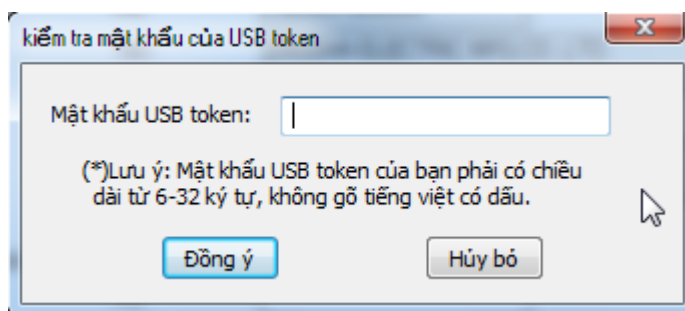 kiểm tra mật khẩu của USB token
Mật khẩu USB token:
(*)Lưu ý: Mật khẩu USB token của bạn phải có chiều
dài từ 6-32 ký tự, không gõ tiếng việt có dấu.
Đồng ý Hủy bỏ